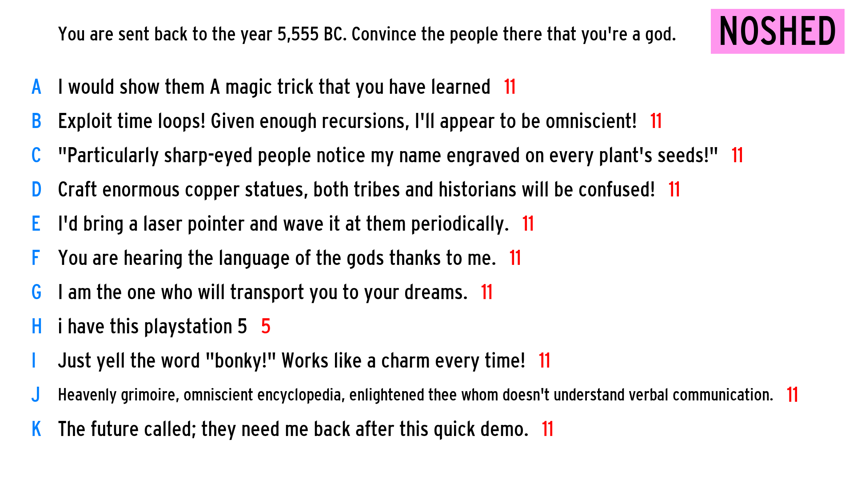 You are sent back to the year 5,555 BC. Convince the people there that you're a god.
NOSHED
A I would show them A magic trick that you have learned 11
B Exploit time loops! Given enough recursions, I'll appear to be omniscient! 11
C "Particularly sharp-eyed people notice my name engraved on every plant's seeds!" 11
D Craft enormous copper statues, both tribes and historians will be confused! 11
E I'd bring a laser pointer and wave it at them periodically. 11
F You are hearing the language of the gods thanks to me. 11
G I am the one who will transport you to your dreams. 11
H i have this playstation 5 5
I Just yell the word "bonky!" Works like a charm every time! 11
J Heavenly grimoire, omniscient encyclopedia, enlightened thee whom doesn't understand verbal communication. 11
K The future called; they need me back after this quick demo. 11